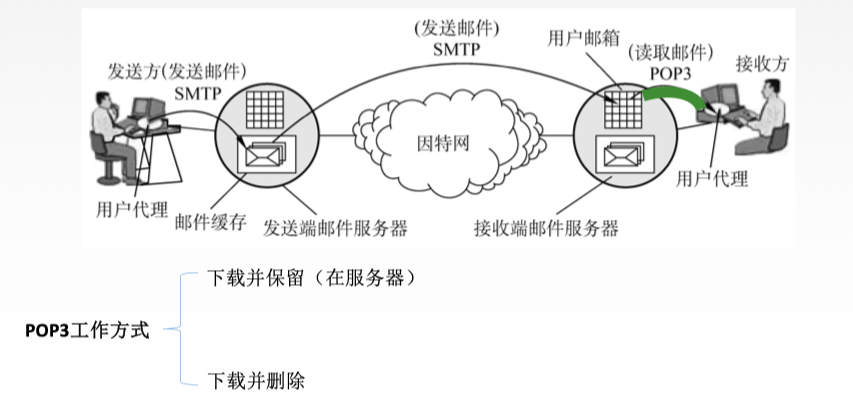 (发送邮件)
SMTP
用户邮箱
(读取邮件)
POP3
接收方
发送方(发送邮件)
SMTP
因特网
用户代理
邮件缓存
发送端邮件服务器
接收端邮件服务器
用户代理
下载并保留（在服务器）
POP3工作方式
下载并删除